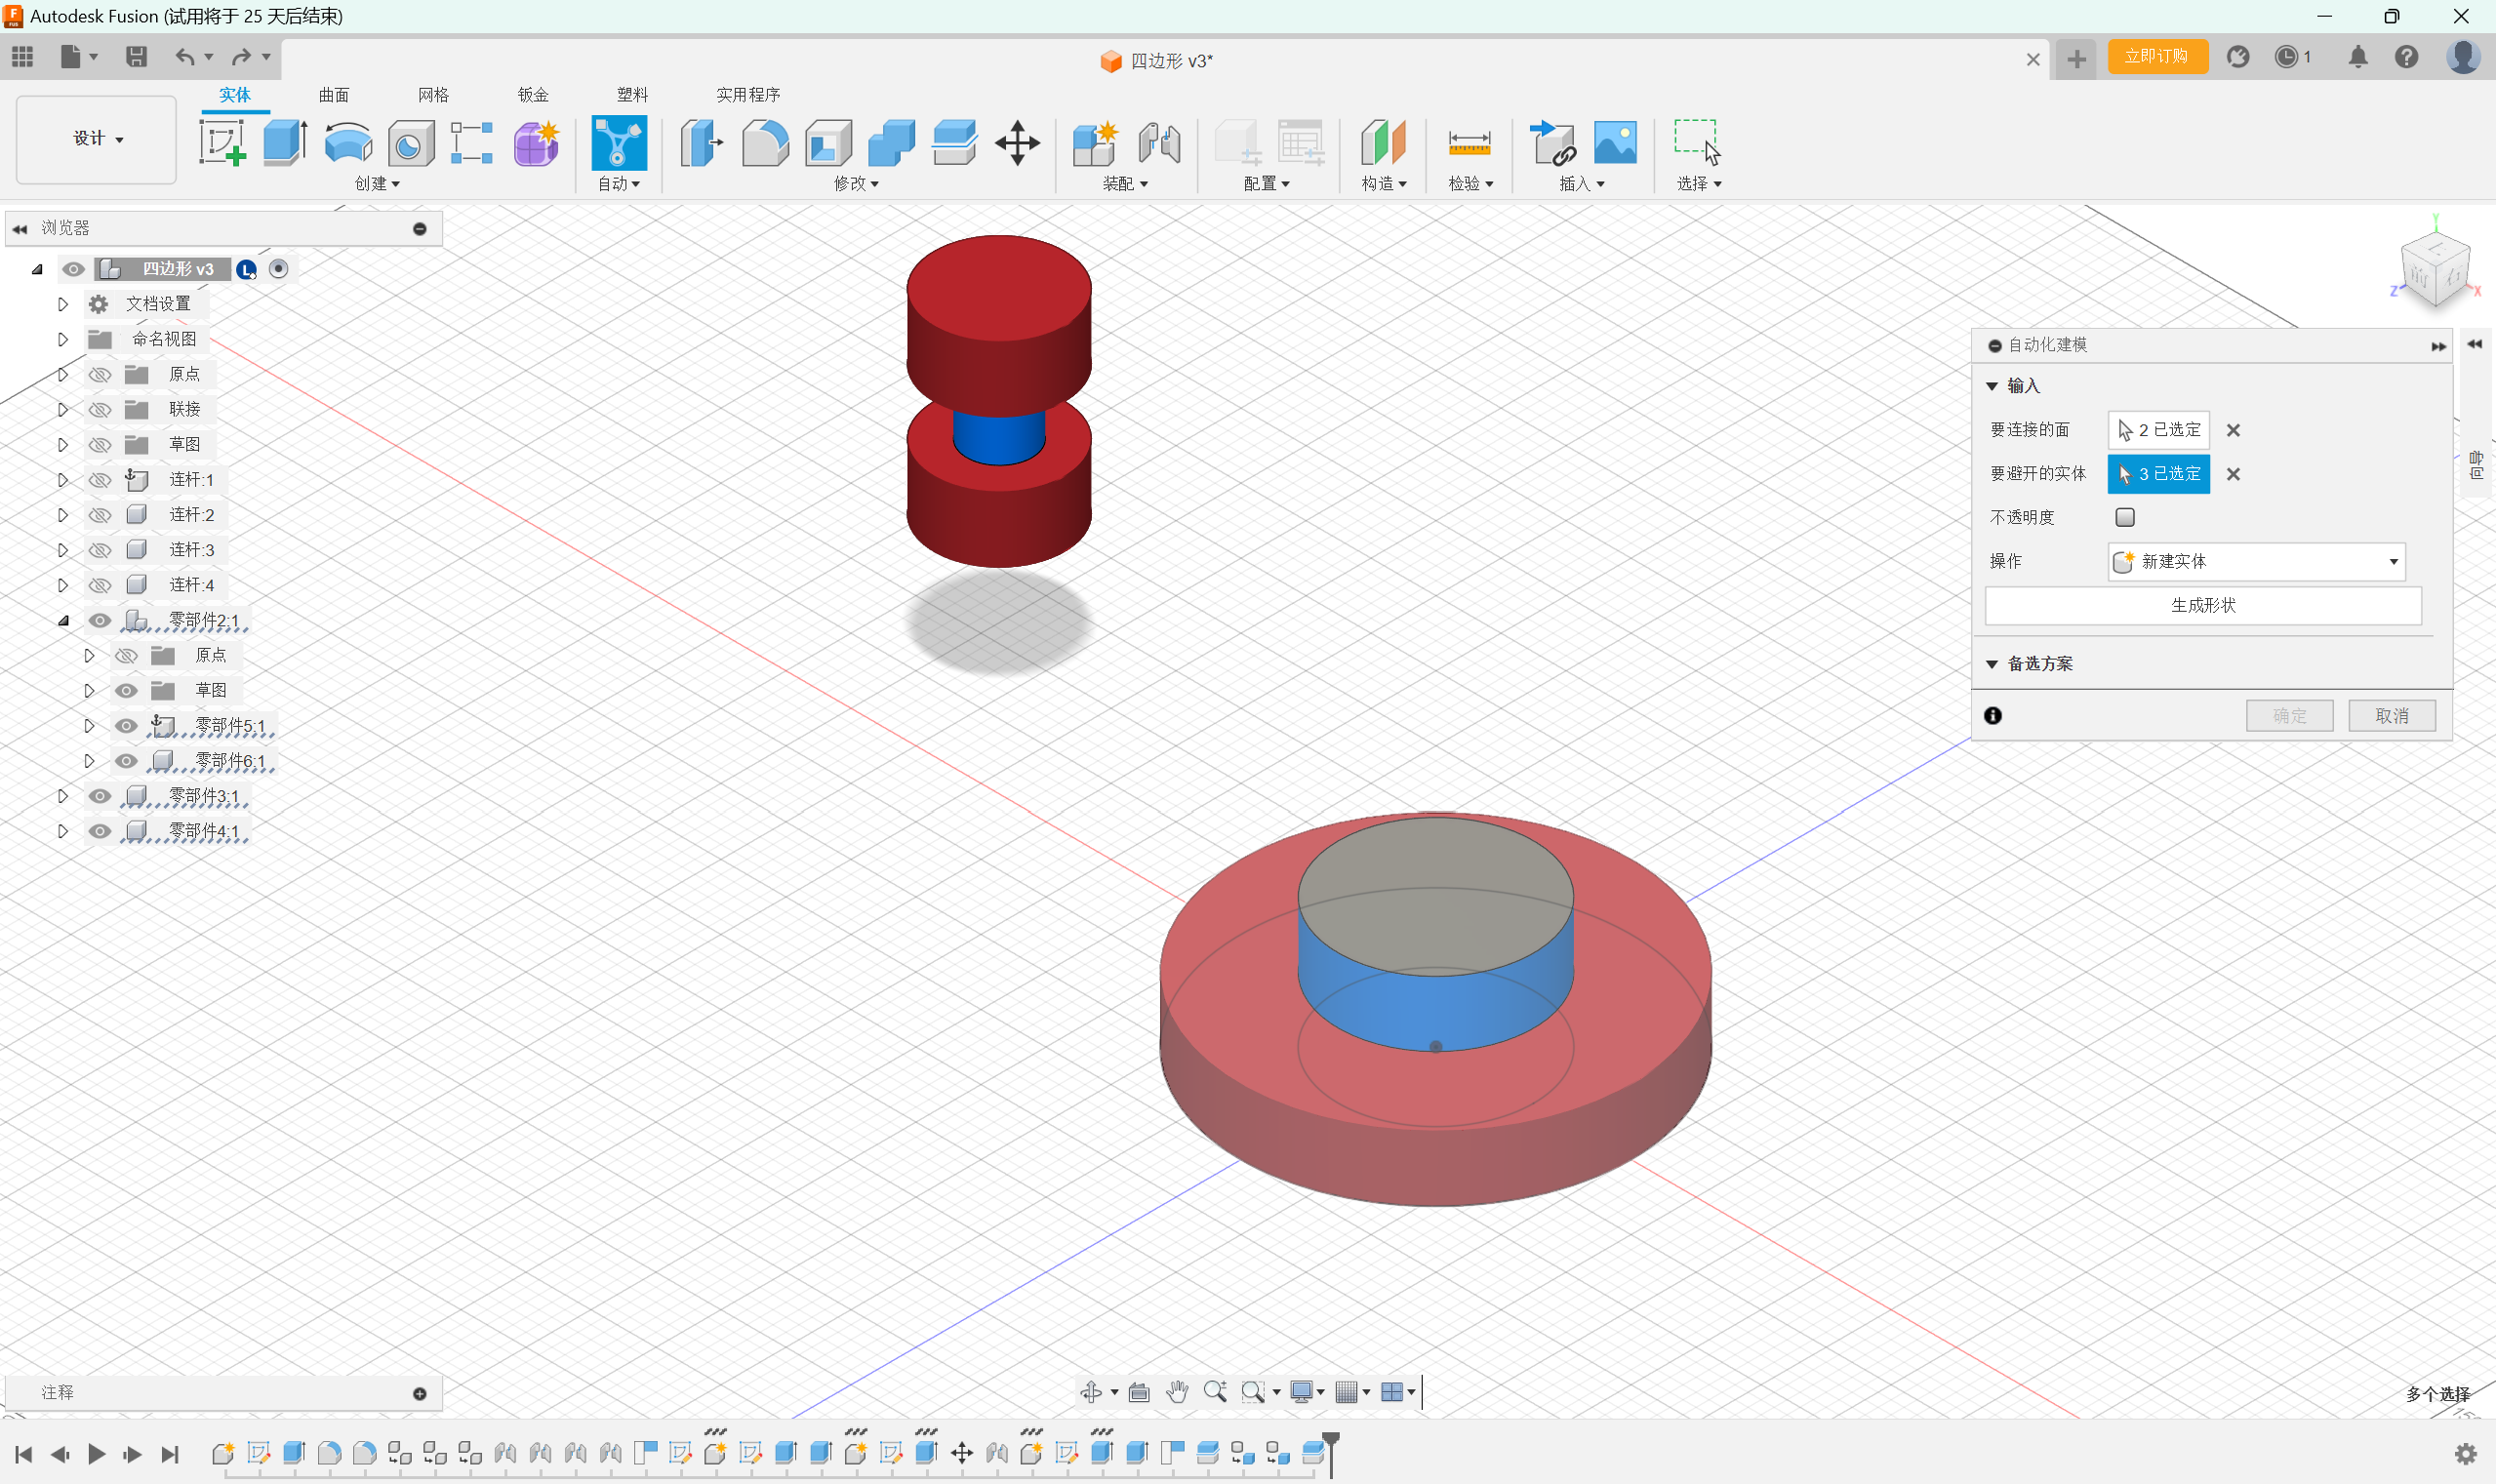 Autodesk Fusion (试用将于 25 天后结束)
四边形 v3*
立即订购
1
设计
实体
曲面
网格
钣金
塑料
实用程序
创建
自动
修改
装配
配置
构造
检验
插入
选择
浏览器
四边形 v3
文档设置
命名视图
原点
联接
草图
连杆:1
连杆:2
连杆:3
连杆:4
零部件2:1
原点
草图
零部件5:1
零部件6:1
零部件3:1
零部件4:1
Y
Z
X
自动化建模
输入
要连接的面
2 已选定
要避开的实体
3 已选定
不透明度
操作
新建实体
生成形状
备选方案
确定
取消
导向
注释
多个选择